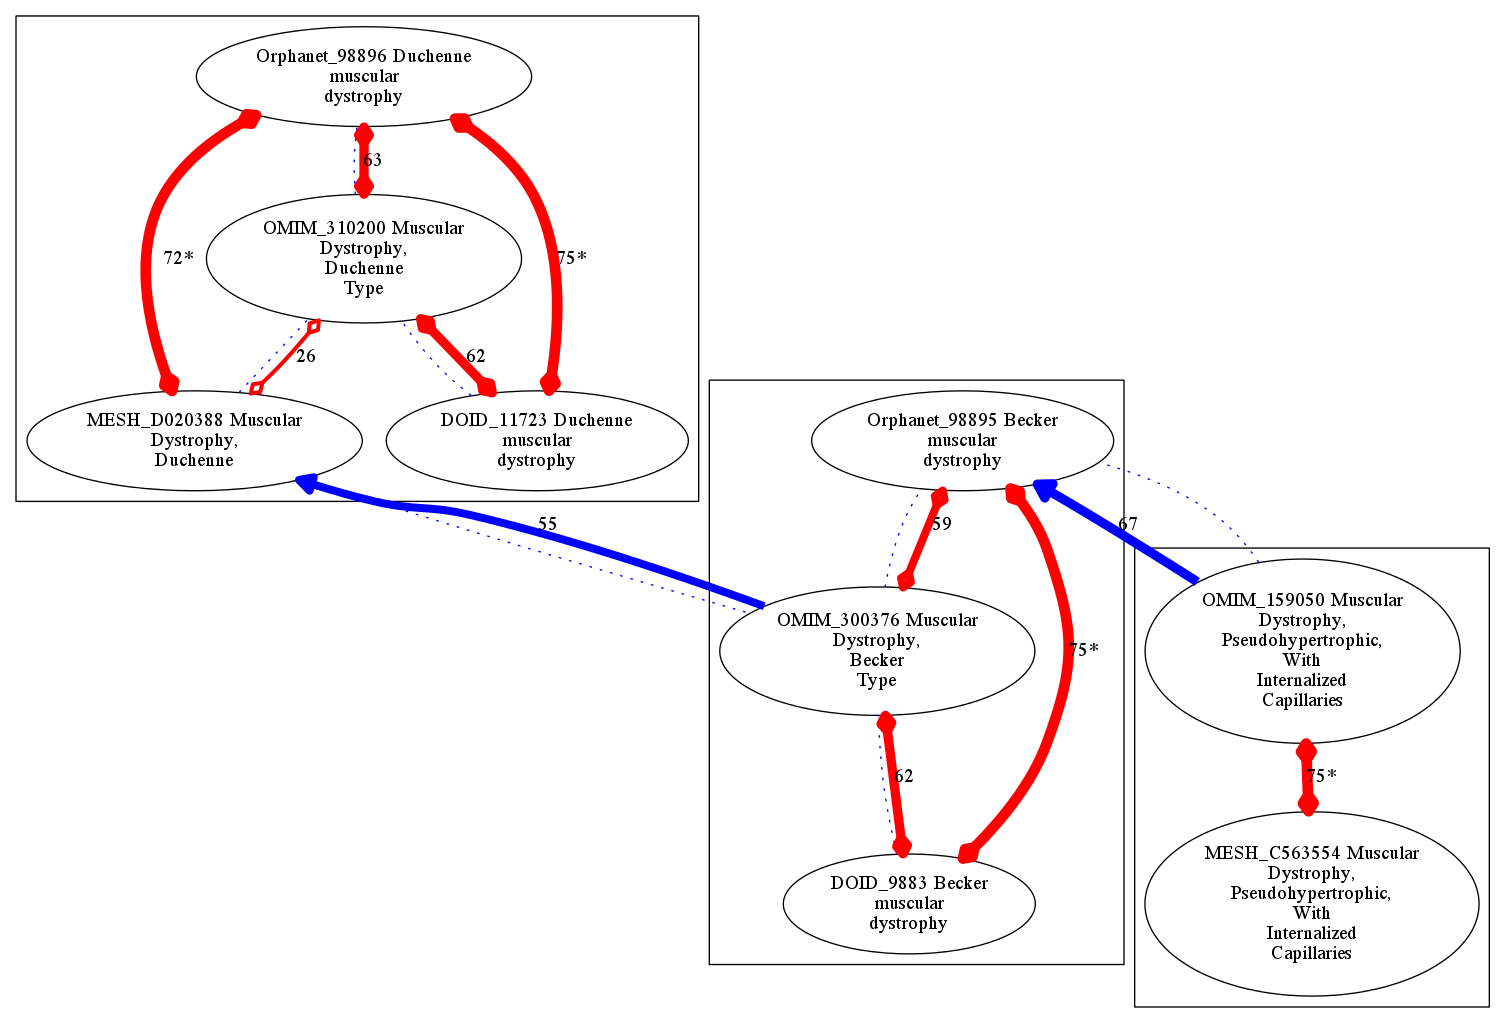 Orphanet_98896 Duchenne
muscular
dystrophy
63
OMIM_310200 Muscular
Dystrophy,
Duchenne
Type
72*
75*
26
62
MESH_D020388 Muscular
Dystrophy,
Duchenne
DOID_11723 Duchenne
muscular
dystrophy
Orphanet_98895 Becker
muscular
dystrophy
55
59
67
OMIM_300376 Muscular
Dystrophy,
Becker
Type
75*
OMIM_159050 Muscular
Dystrophy,
Pseudohypertrophic,
With
Internalized
Capillaries
62
75*
DOID_9883 Becker
muscular
dystrophy
MESH_C563554 Muscular
Dystrophy,
Pseudohypertrophic,
With
Internalized
Capillaries